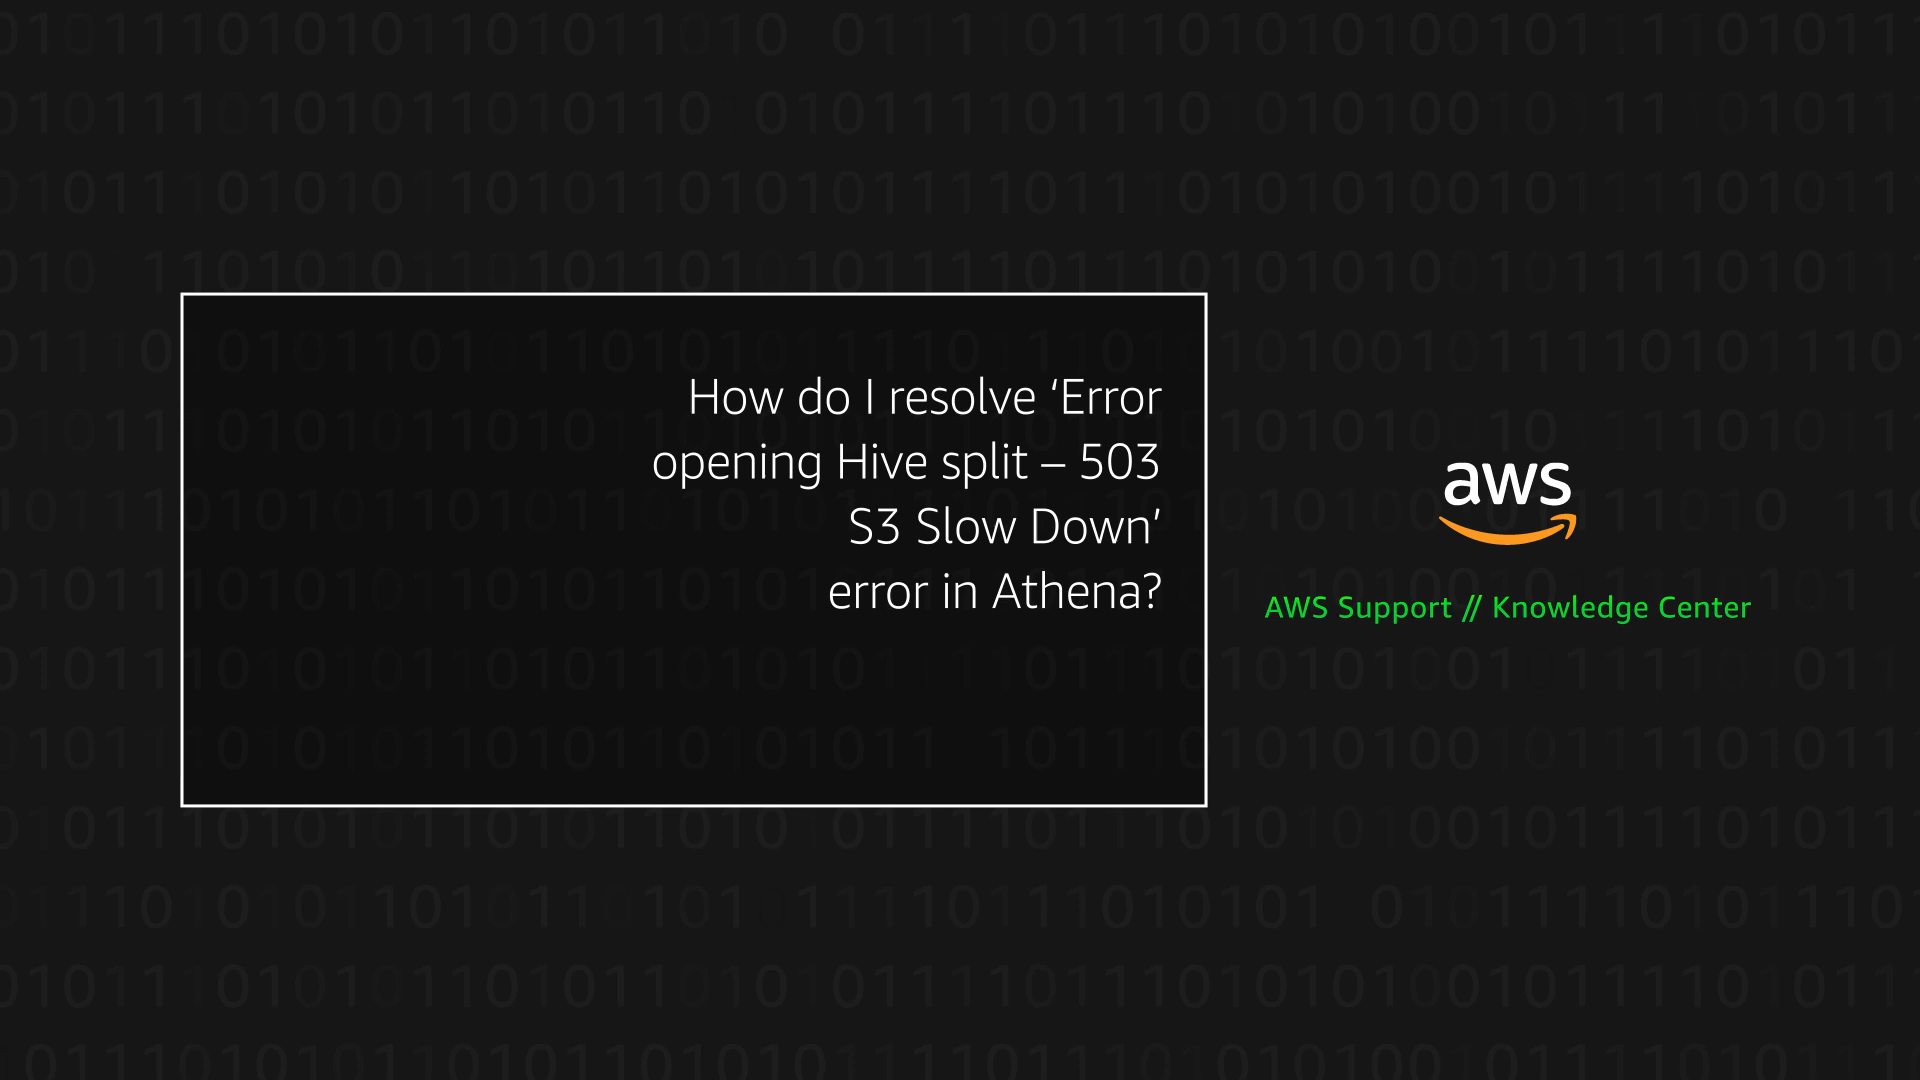 How do I resolve ‘Error
opening Hive split – 503
S3 Slow Down’
error in Athena?
aws
AWS Support // Knowledge Center